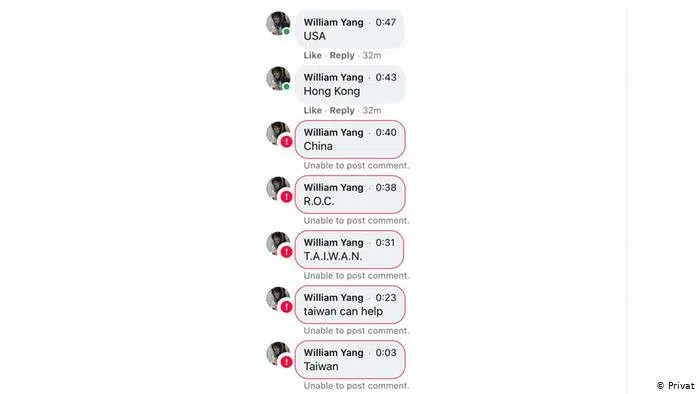 William Yang · 0:47
USA
Like · Reply · 32m
William Yang · 0:43
Hong Kong
Like · Reply · 32m
William Yang · 0:40
China
Unable to post comment.
William Yang · 0:38
R.O.C.
Unable to post comment.
William Yang · 0:31
T.A.I.W.A.N.
Unable to post comment.
William Yang · 0:23
taiwan can help
Unable to post comment.
William Yang · 0:03
Taiwan
Unable to post comment.
© Privat